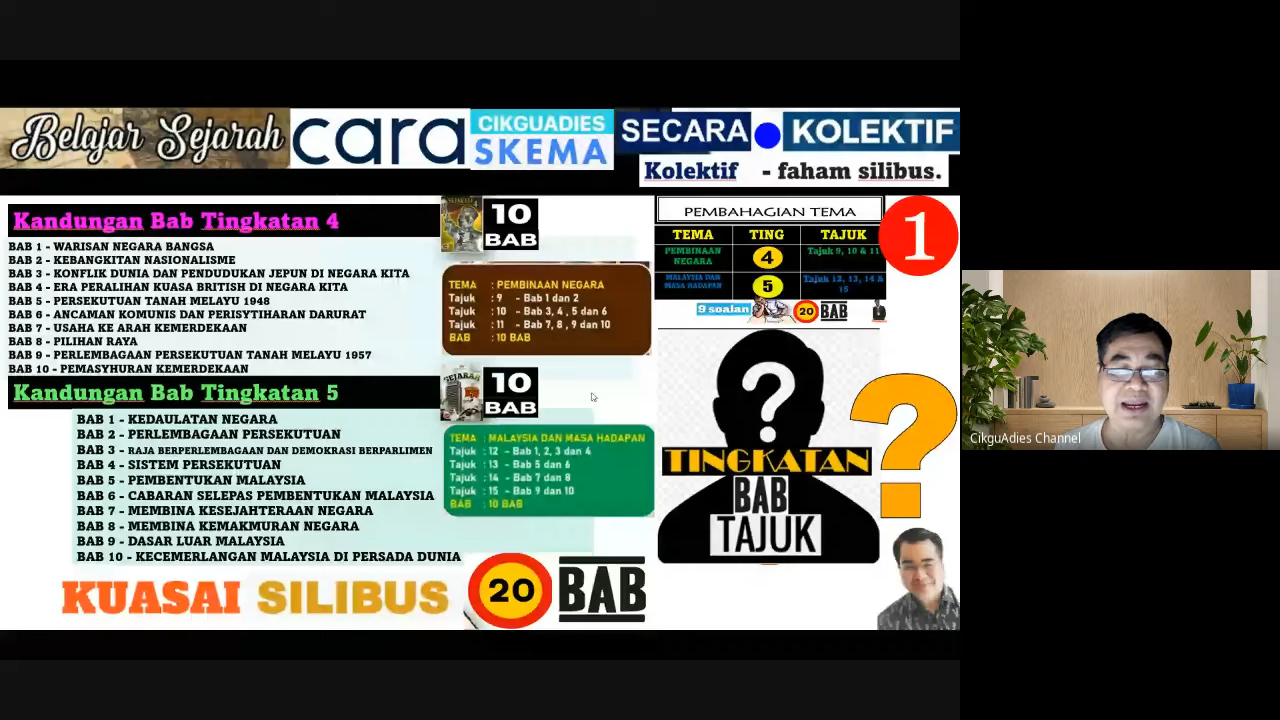 Belajar Sejarah cara CIKGUADIES SKEMA SECARA KOLEKTIF
Kolektif - faham silibus.
Kandungan Bab Tingkatan 4
BAB 1 - WARISAN NEGARA BANGSA
BAB 2 - KEBANGKITAN NASIONALISME
BAB 3 - KONFLIK DUNIA DAN PENDUDUKAN JEPUN DI NEGARA KITA
BAB 4 - ERA PERALIHAN KUASA BRITISH DI NEGARA KITA
BAB 5 - PERSEKUTUAN TANAH MELAYU 1948
BAB 6 - ANCAMAN KOMUNIS DAN PERISYTIHARAN DARURAT
BAB 7 - USAHA KE ARAH KEMERDEKAAN
BAB 8 - PILIHAN RAYA
BAB 9 - PERLEMBAGAAN PERSEKUTUAN TANAH MELAYU 1957
BAB 10 - PEMASYHURAN KEMERDEKAAN
10
BAB
TEMA : PEMBINAAN NEGARA
Tajuk : 9 - Bab 1 dan 2
Tajuk : 10 - Bab 3, 4 , 5 dan 6
Tajuk : 11 - Bab 7, 8 , 9 dan 10
BAB : 10 BAB
Kandungan Bab Tingkatan 5
BAB 1 - KEDAULATAN NEGARA
BAB 2 - PERLEMBAGAAN PERSEKUTUAN
BAB 3 - RAJA BERPERLEMBAGAAN DAN DEMOKRASI BERPARLIMEN
BAB 4 - SISTEM PERSEKUTUAN
BAB 5 - PEMBENTUKAN MALAYSIA
BAB 6 - CABARAN SELEPAS PEMBENTUKAN MALAYSIA
BAB 7 - MEMBINA KESEJAHTERAAN NEGARA
BAB 8 - MEMBINA KEMAKMURAN NEGARA
BAB 9 - DASAR LUAR MALAYSIA
BAB 10 - KECEMERLANGAN MALAYSIA DI PERSADA DUNIA
SEJARAH
10
BAB
TEMA : MALAYSIA DAN MASA HADAPAN
Tajuk : 12 - Bab 1, 2, 3 dan 4
Tajuk : 13 - Bab 5 dan 6
Tajuk : 14 - Bab 7 dan 8
Tajuk : 15 - Bab 9 dan 10
BAB : 10 BAB
KUASAI SILIBUS 20 BAB
PEMBAHAGIAN TEMA
1
TEMA TING TAJUK
PEMBINAAN NEGARA 4 Tajuk 9, 10 & 11
MALAYSIA DAN MASA HADAPAN 5 Tajuk 12, 13, 14 & 15
9 soalan 20 BAB
?
?
TINGKATAN
BAB
TAJUK
CikguAdies Channel